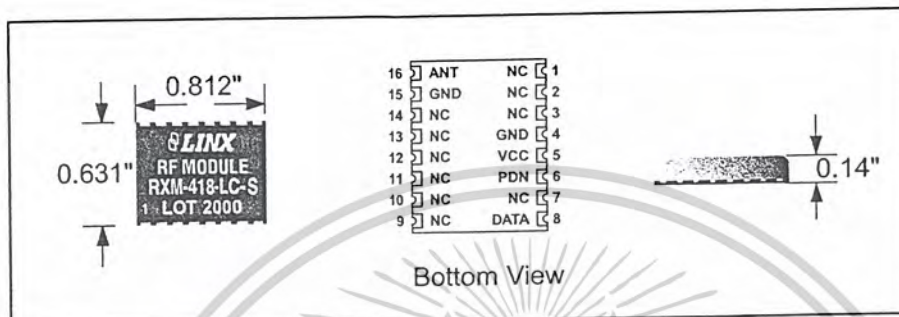 0.812"
0.631"
LINX
RF MODULE
RXM-418-LC-S
1 LOT 2000
16 ANT NC 1
15 GND NC 2
14 NC NC 3
13 NC GND 4
12 NC VCC 5
11 NC PDN 6
10 NC NC 7
9 NC DATA 8
Bottom View
0.14"